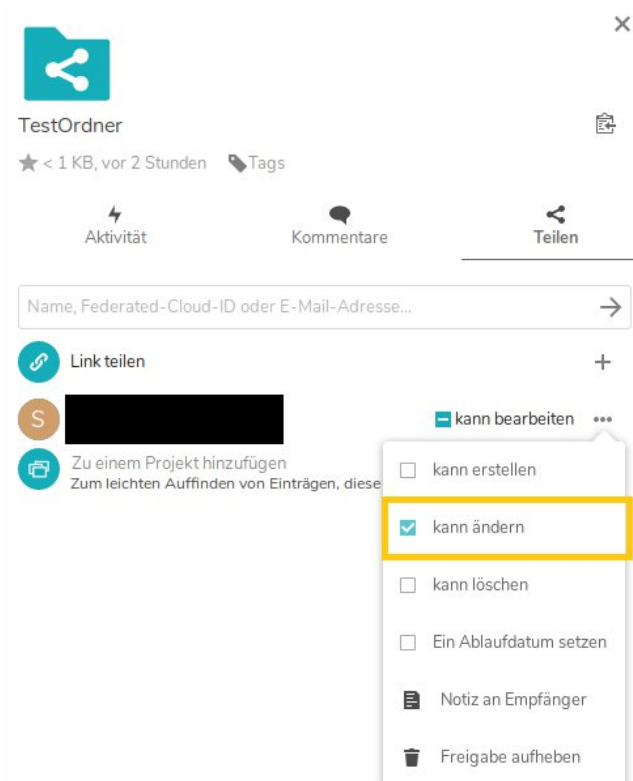 TestOrdner
< 1 KB, vor 2 Stunden Tags
Aktivität Kommentare Teilen
Name, Federated-Cloud-ID oder E-Mail-Adresse...
Link teilen
S kann bearbeiten
Zu einem Projekt hinzufügen
Zum leichten Auffinden von Einträgen, diese
kann erstellen
kann ändern
kann löschen
Ein Ablaufdatum setzen
Notiz an Empfänger
Freigabe aufheben